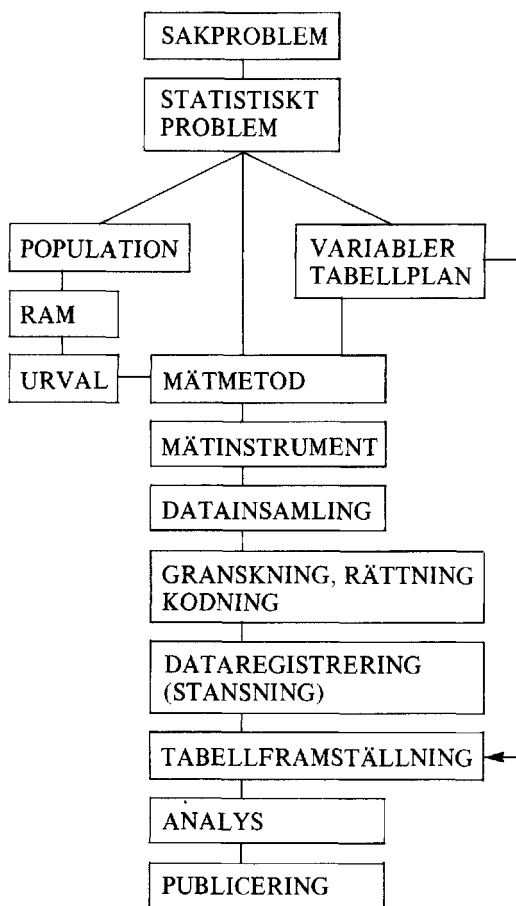 SAKPROBLEM
STATISTISKT
PROBLEM
POPULATION
VARIABLER
TABELLPLAN
RAM
URVAL
MÄTMETOD
MÄTINSTRUMENT
DATAINSAMLING
GRANSKNING, RÄTTNING
KODNING
DATAREGISTRERING
(STANSNING)
TABELLFRAMSTÄLLNING
ANALYS
PUBLICERING